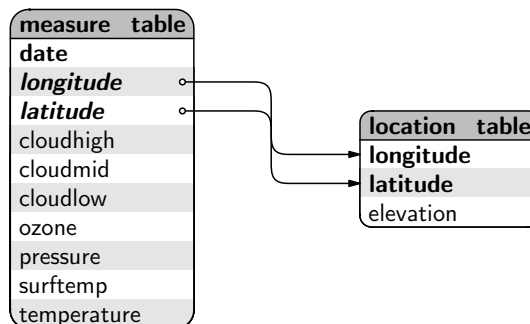 measure table
date
longitude
latitude
cloudhigh
cloudmid
cloudlow
ozone
pressure
surftemp
temperature
location table
longitude
latitude
elevation